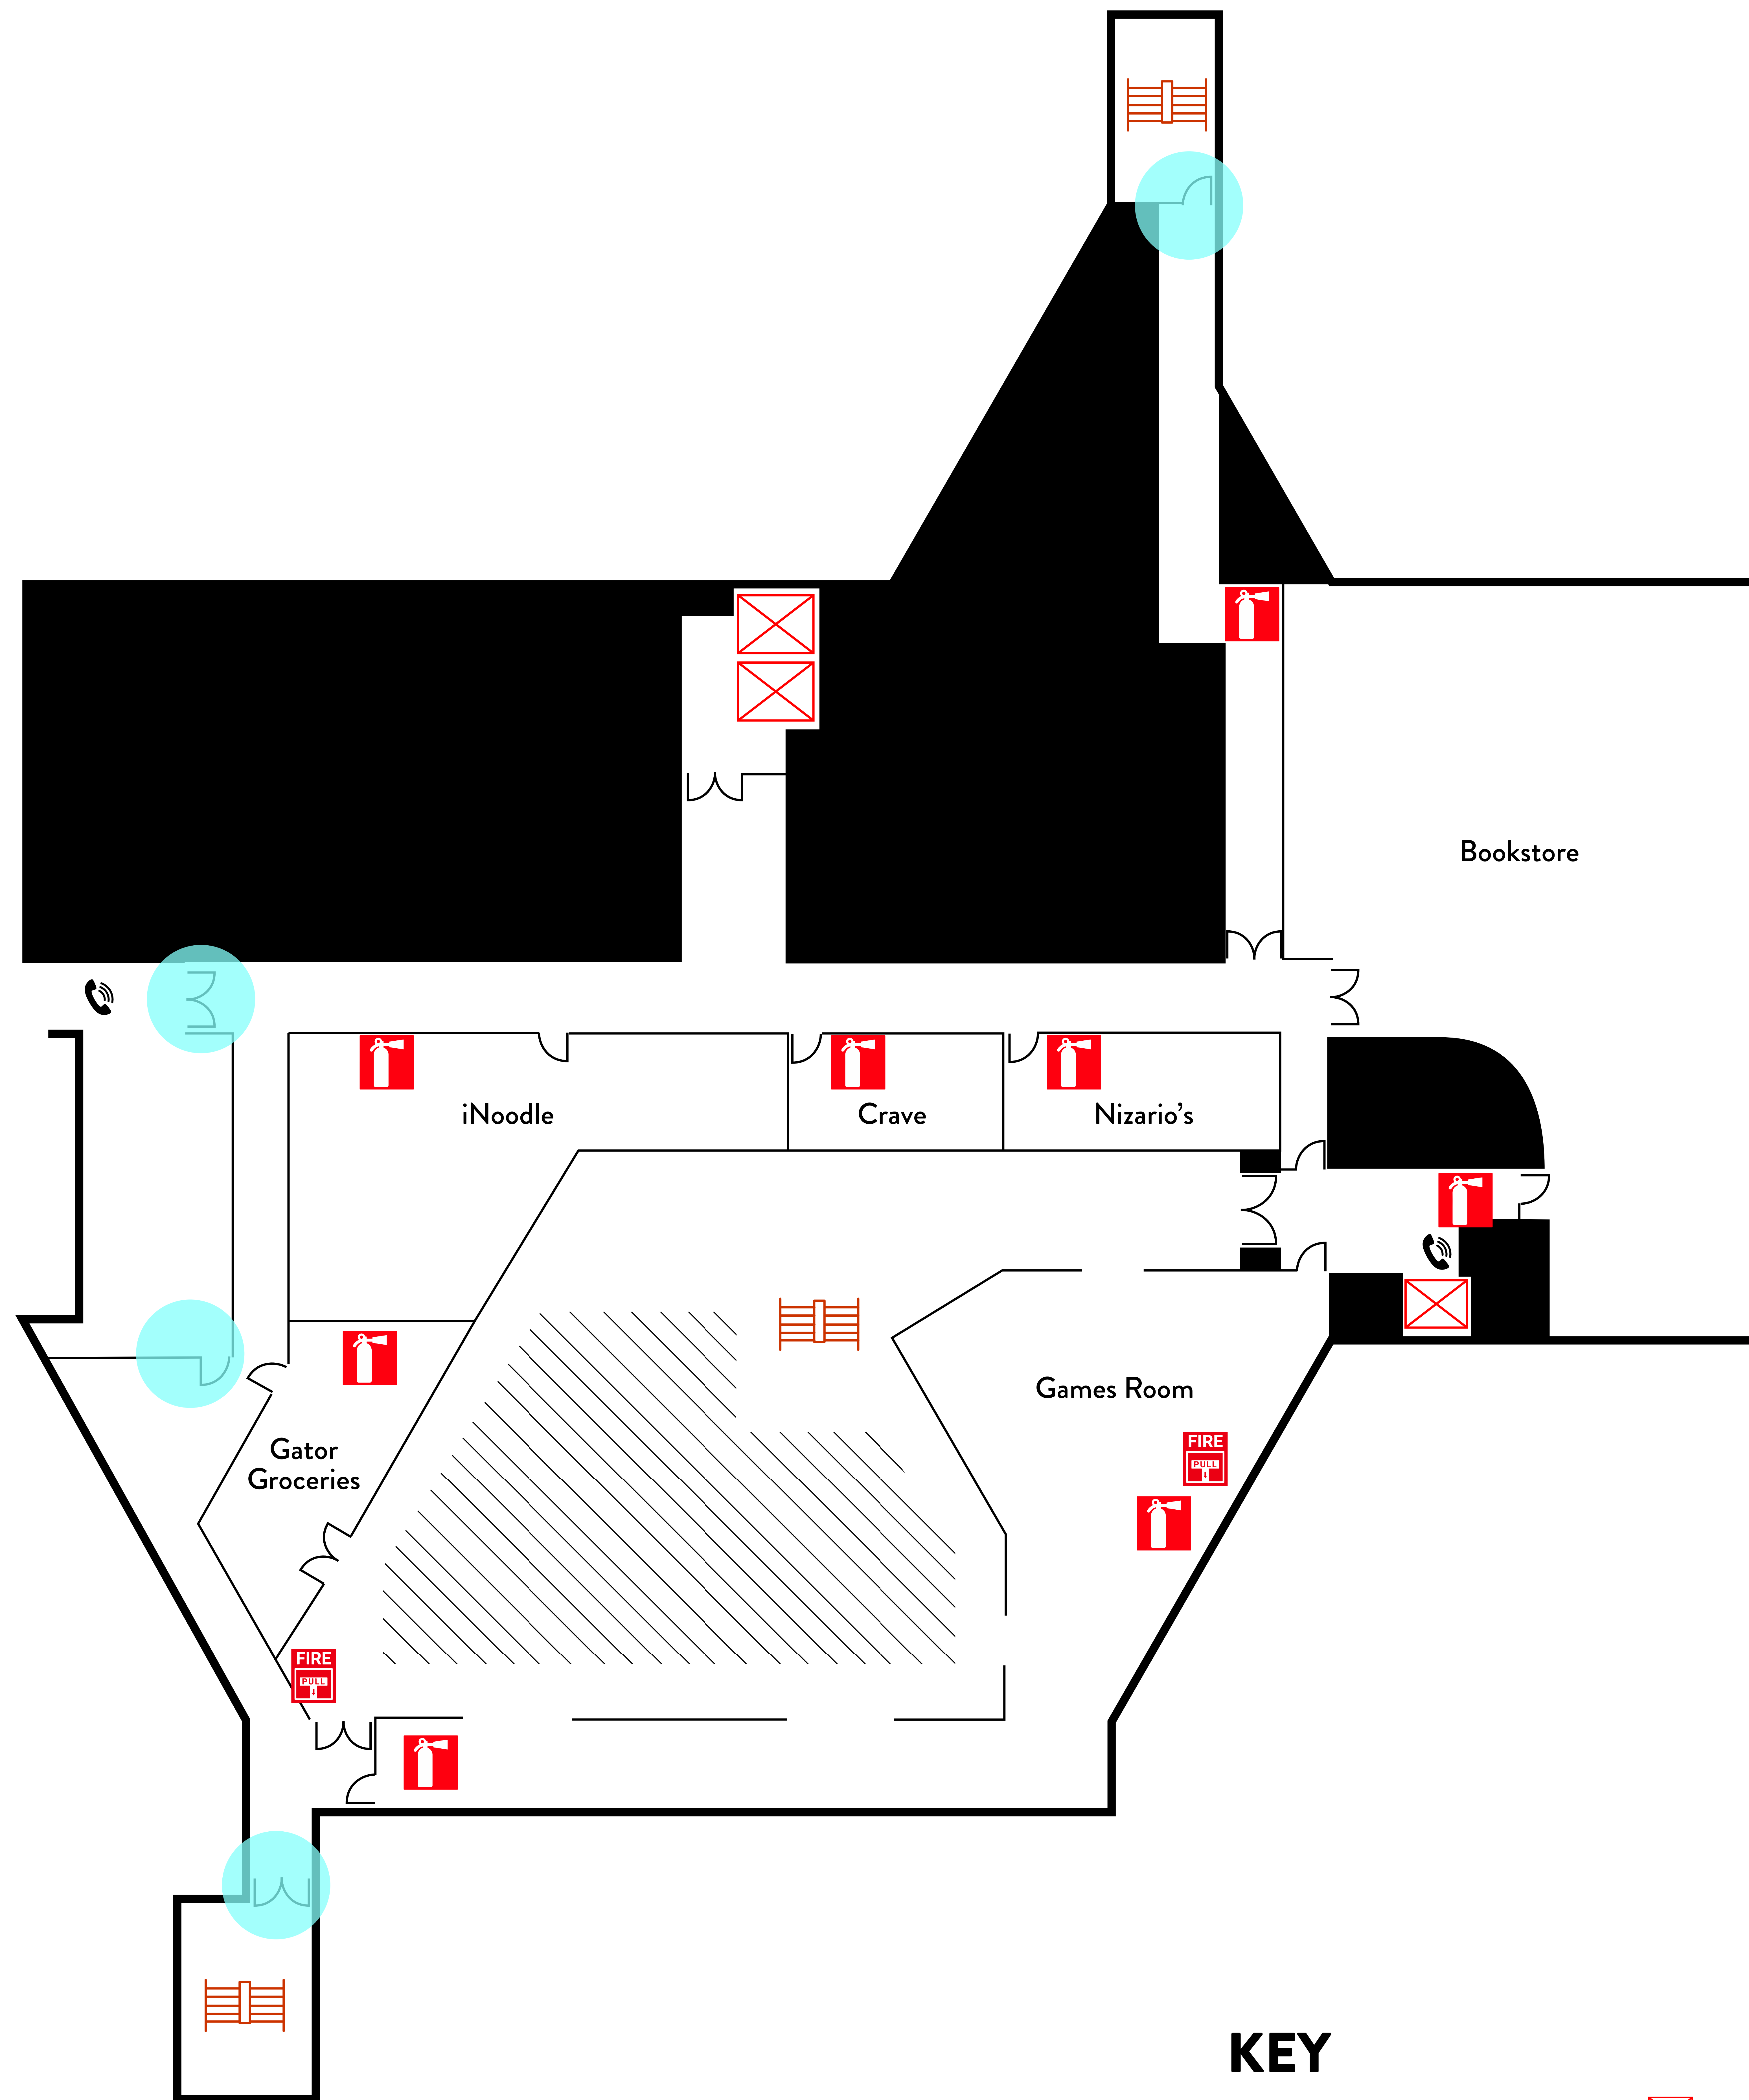 Bookstore
iNoodle
Crave
Nizario's
Games Room
FIRE
PULL
Gator
Groceries
FIRE
PULL
KEY